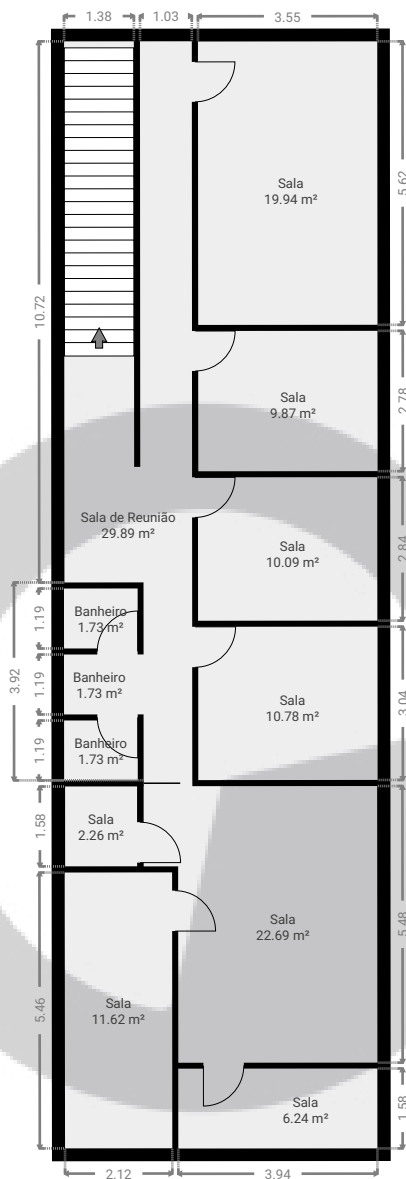 1.38
1.03
3.55
5.62
Sala
19.94 m²
10.72
Sala
9.87 m²
2.78
Sala de Reunião
29.89 m²
Sala
10.09 m²
2.84
Banheiro
1.73 m²
1.19
Banheiro
1.73 m²
1.19
3.92
Sala
10.78 m²
3.04
Banheiro
1.73 m²
1.19
Sala
2.26 m²
1.58
Sala
22.69 m²
5.48
Sala
11.62 m²
5.46
Sala
6.24 m²
1.58
2.12
3.94